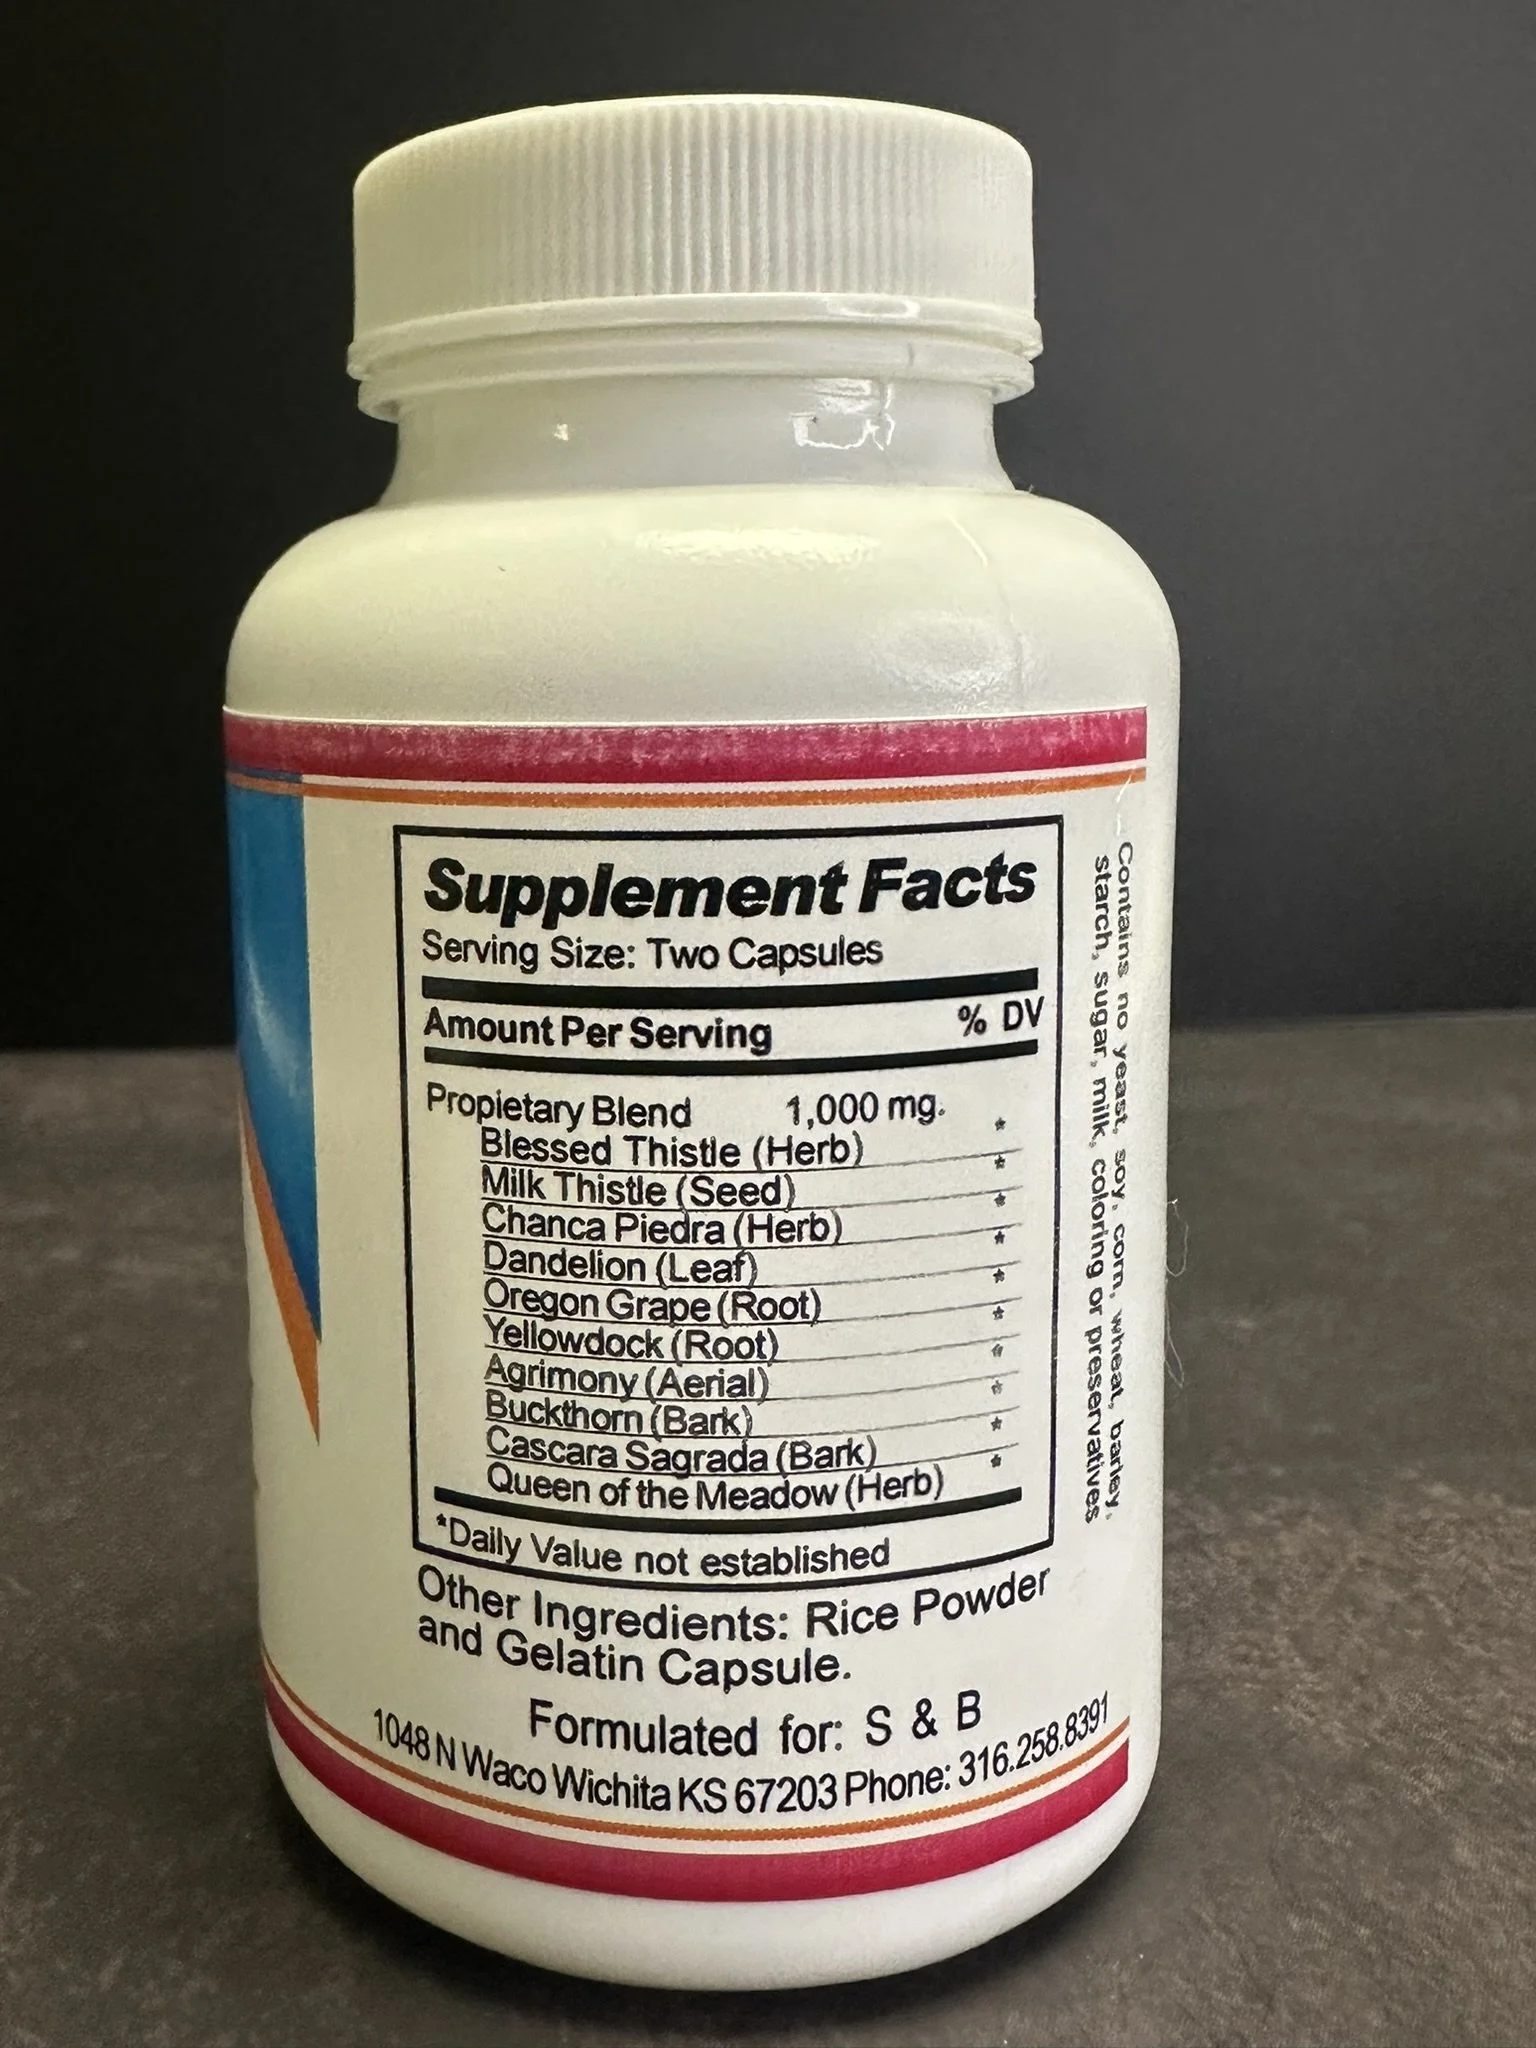 Supplement Facts
Serving Size: Two Capsules
Amount Per Serving % DV
Propietary Blend 1,000 mg.
Blessed Thistle (Herb) *
Milk Thistle (Seed) *
Chanca Piedra (Herb) *
Dandelion (Leaf) *
Oregon Grape (Root) *
Yellowdock (Root) *
Agrimony (Aerial) *
Buckthorn (Bark) *
Cascara Sagrada (Bark) *
Queen of the Meadow (Herb) *
*Daily Value not established
Other Ingredients: Rice Powder
and Gelatin Capsule.
Formulated for: S & B
1048 N Waco Wichita KS 67203 Phone: 316.258.8391
Contains no yeast, soy, corn, wheat, barley,
starch, sugar, milk, coloring or preservatives